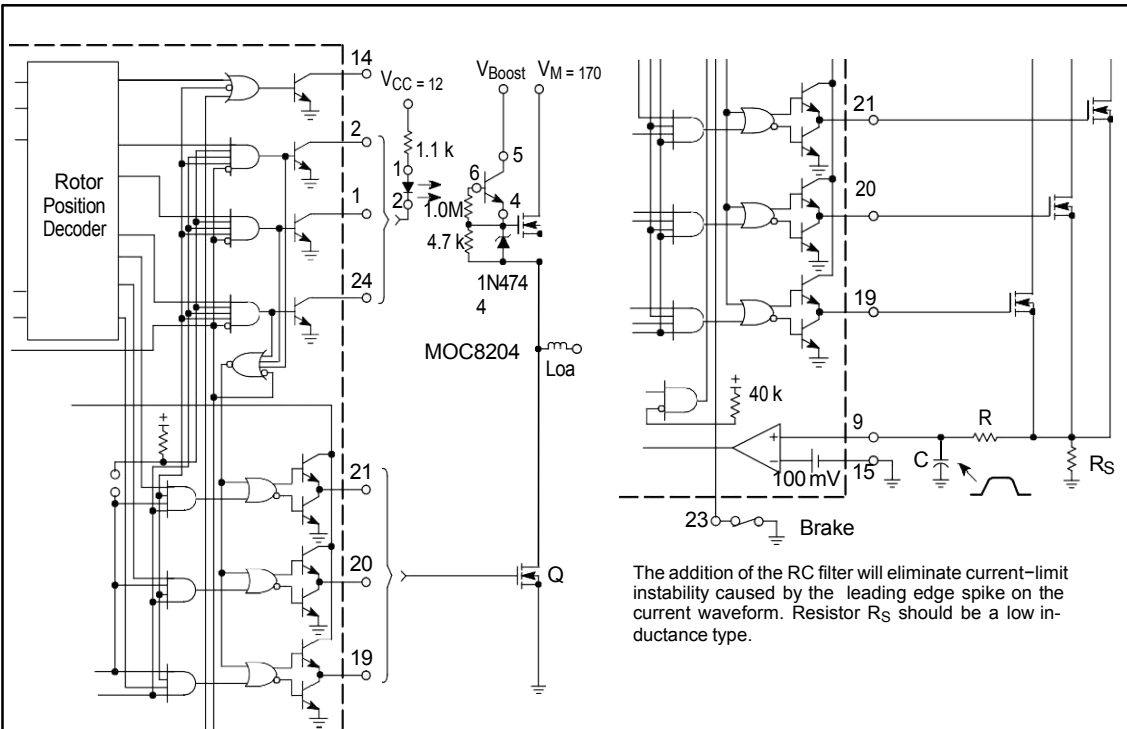 14
V_CC = 12
V_Boost
V_M = 170
2
1.1 k
1
5
Rotor
Position
Decoder
6
2
1
1.0M
4
4.7 k
24
1N474
4
MOC8204
Loa
21
20
Q
19
21
20
19
40 k
9
R
100 mV
15
C
R_S
23
Brake
The addition of the RC filter will eliminate current−limit
instability caused by the leading edge spike on the
current waveform. Resistor R_S should be a low in-
ductance type.